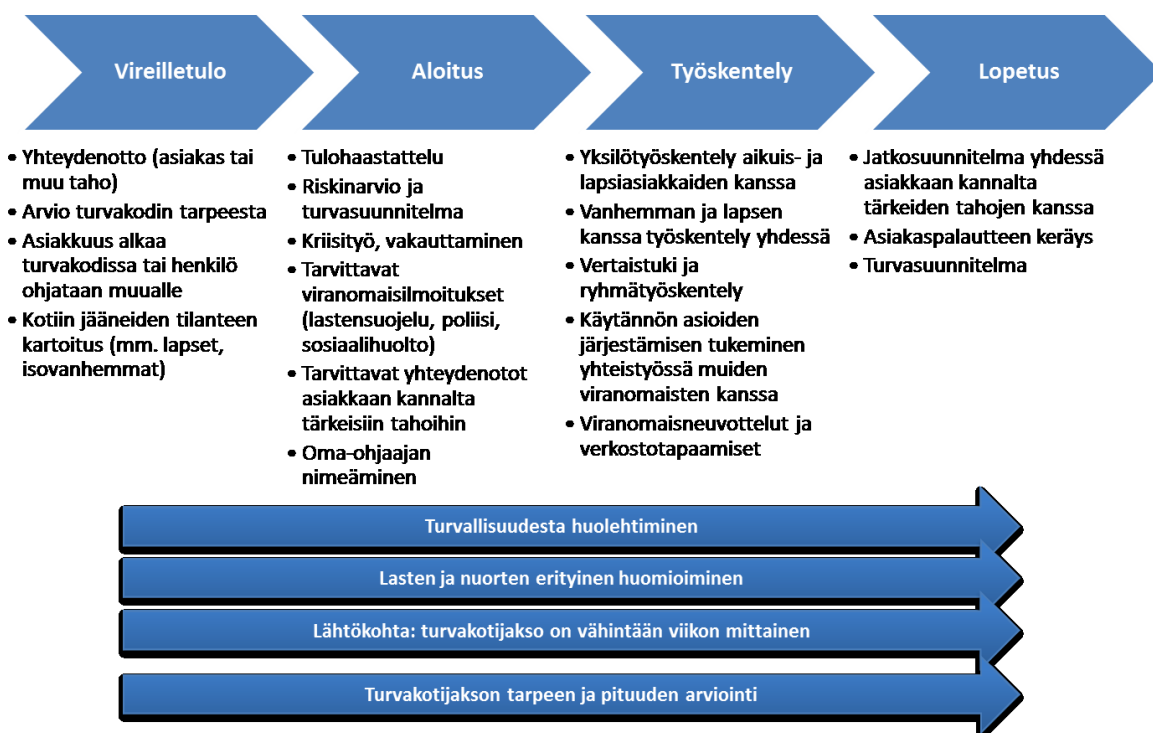 Vireilletulo
Aloitus
Työskentely
Lopetus
• Yhteydenotto (asiakas tai
muu taho)
• Arvio turvakodin tarpeesta
• Asiakkuus alkaa
turvakodissa tai henkilö
ohjataan muualle
• Kotiin jääneiden tilanteen
kartoitus (mm. lapset,
isovanhemmat)
• Tulohaastattelu
• Riskinarvio ja
turvasuunnitelma
• Kriisityö, vakauttaminen
• Tarvittavat
viranomaisilmoitukset
(lastensuojelu, poliisi,
sosiaalihuolto)
• Tarvittavat yhteydenotot
asiakkaan kannalta
tärkeisiin tahoihin
• Oma-ohjaajan
nimeäminen
• Yksilötyöskentely aikuis- ja
lapsiasiakkaiden kanssa
• Vanhemman ja lapsen
kanssa työskentely yhdessä
• Vertaistuki ja
ryhmätyöskentely
• Käytännön asioiden
järjestämisen tukeminen
yhteistyössä muiden
viranomaisten kanssa
• Viranomaisneuvottelut ja
verkostotapaamiset
• Jatkosuunnitelma yhdessä
asiakkaan kannalta
tärkeiden tahojen kanssa
• Asiakaspalautteen keräys
• Turvasuunnitelma
Turvallisuudesta huolehtiminen
Lasten ja nuorten erityinen huomioiminen
Lähtökohta: turvakotijakso on vähintään viikon mittainen
Turvakotijakson tarpeen ja pituuden arviointi